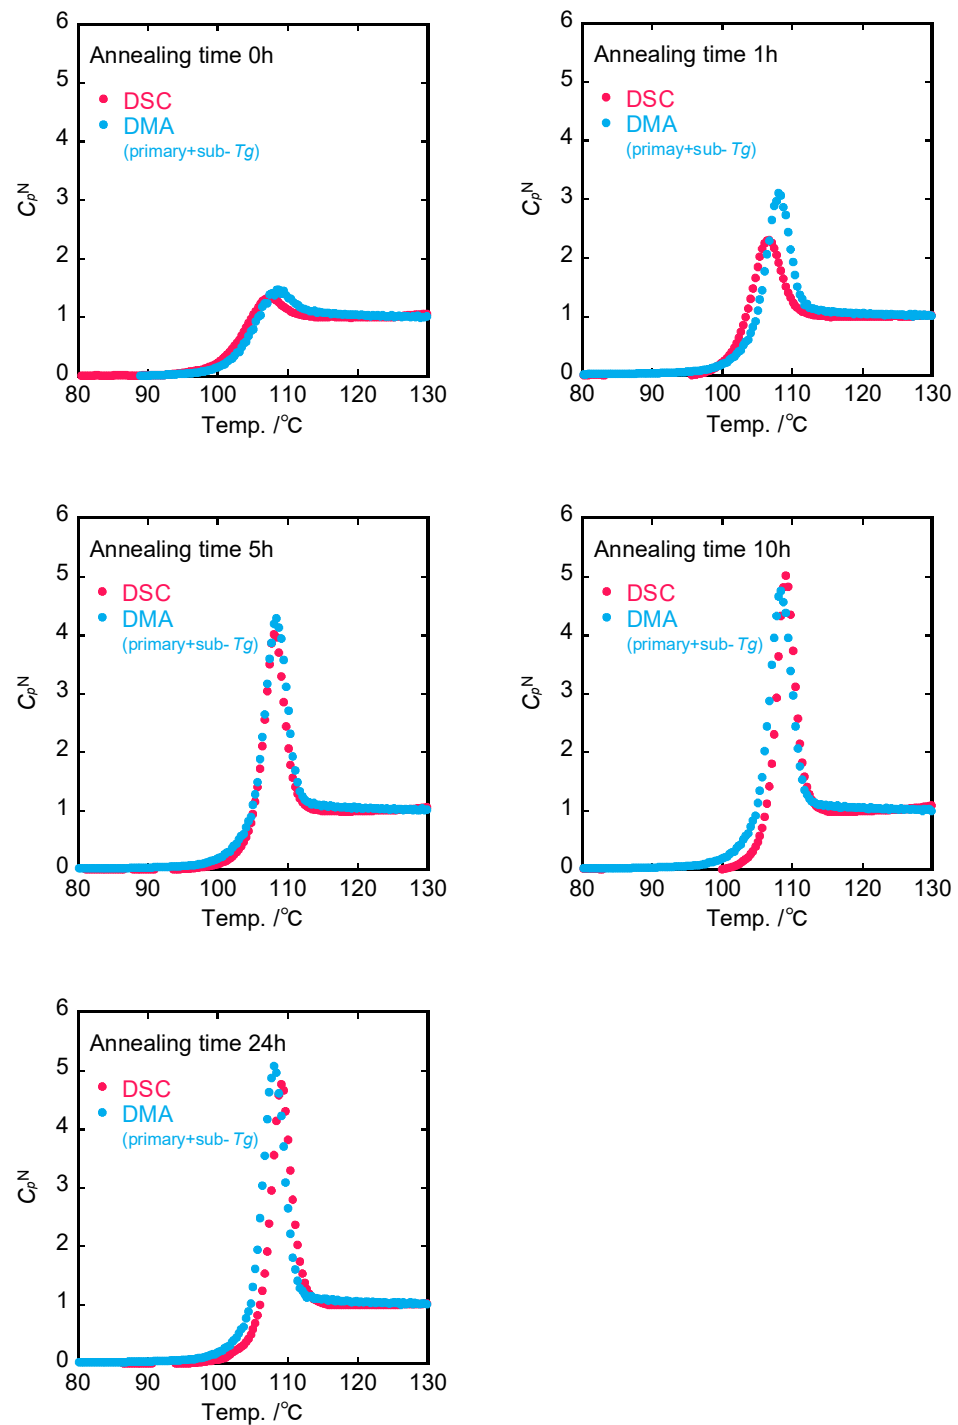 6
Annealing time 0h
5
DSC
DMA
4
(primary+sub- Tg)
3
CpN
2
1
0
80 90 100 110 120 130
Temp. /℃
6
Annealing time 1h
5
DSC
DMA
4
(primay+sub- Tg)
3
CpN
2
1
0
80 90 100 110 120 130
Temp. /℃
6
Annealing time 5h
5
DSC
DMA
4
(primary+sub- Tg)
3
CpN
2
1
0
80 90 100 110 120 130
Temp. /℃
6
Annealing time 10h
5
DSC
DMA
4
(primary+sub- Tg)
3
CpN
2
1
0
80 90 100 110 120 130
Temp. /℃
6
Annealing time 24h
5
DSC
DMA
4
(primary+sub- Tg)
3
CpN
2
1
0
80 90 100 110 120 130
Temp. /℃